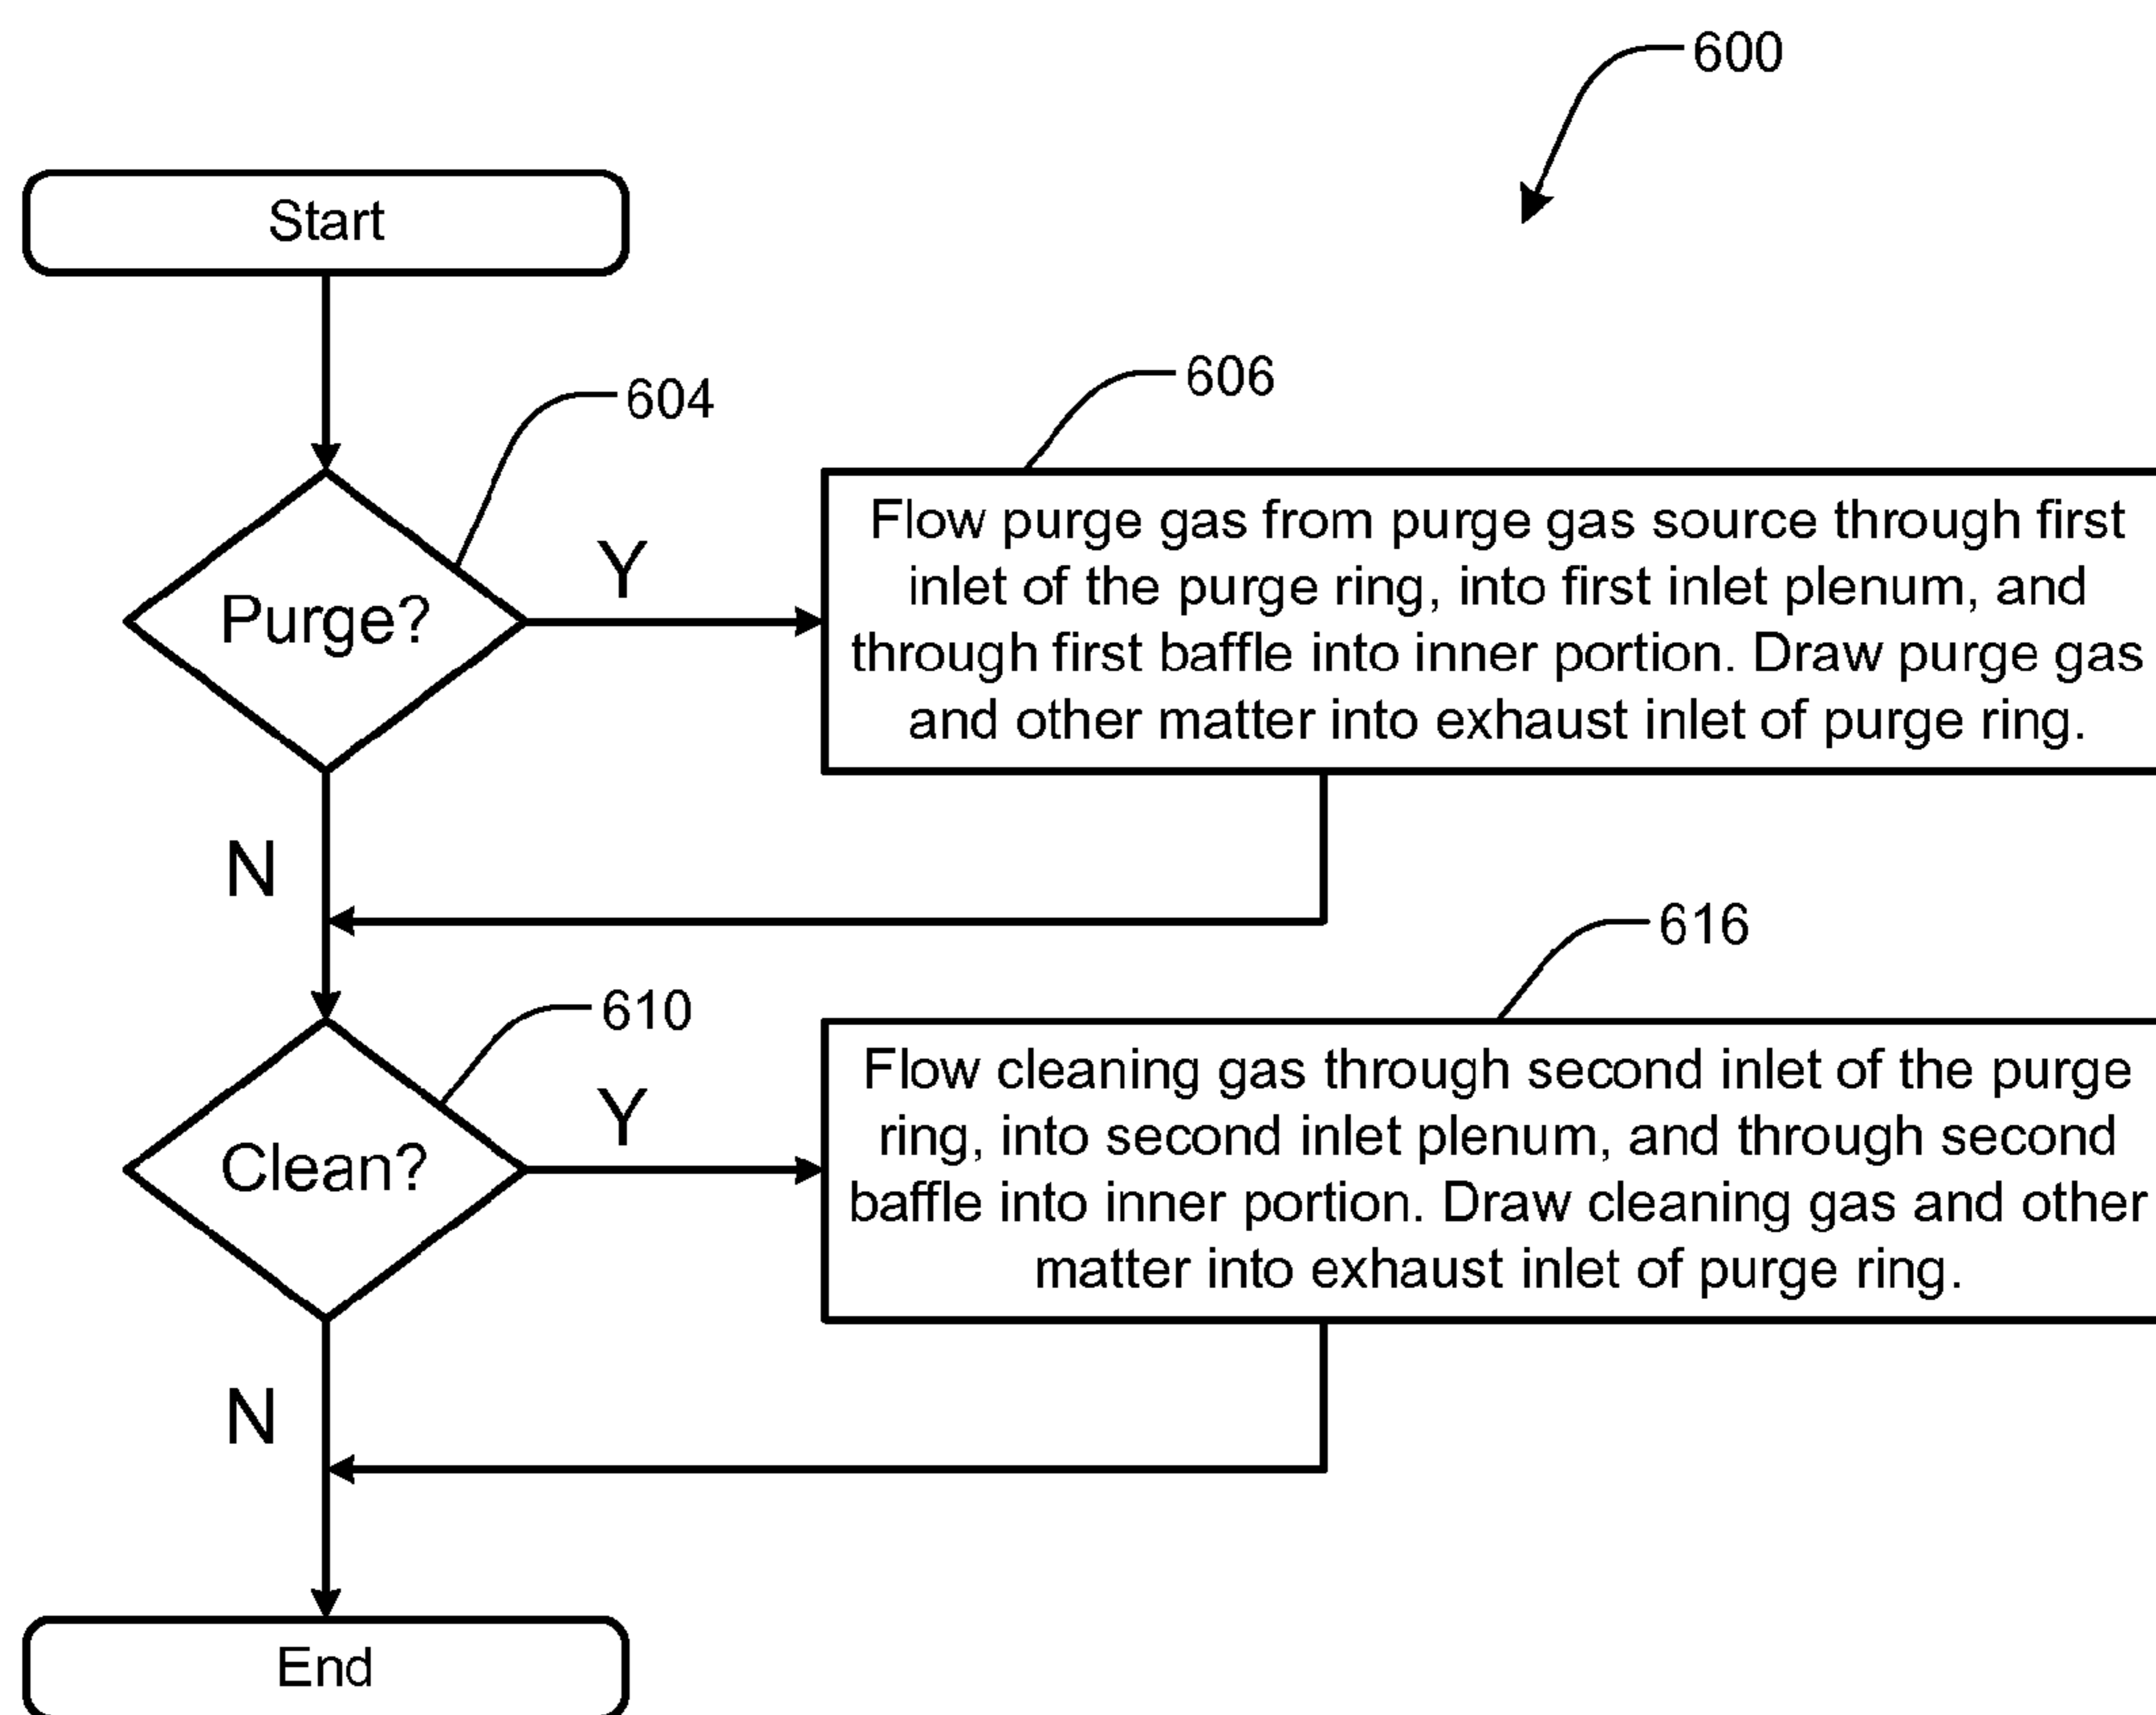 600
Start
604
606
Purge?
Y
Flow purge gas from purge gas source through first
inlet of the purge ring, into first inlet plenum, and
through first baffle into inner portion. Draw purge gas
and other matter into exhaust inlet of purge ring.
N
616
610
Clean?
Y
Flow cleaning gas through second inlet of the purge
ring, into second inlet plenum, and through second
baffle into inner portion. Draw cleaning gas and other
matter into exhaust inlet of purge ring.
N
End